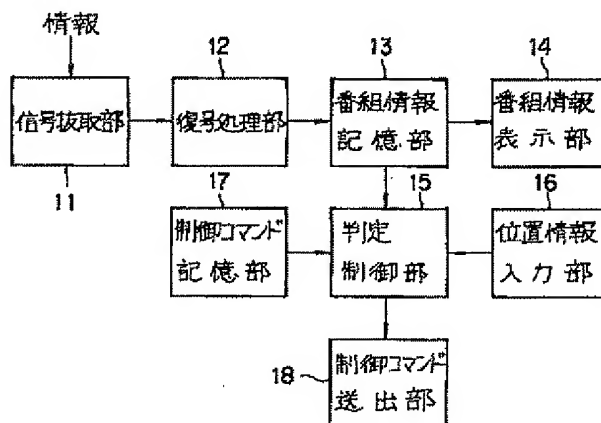 情報
12
13
14
信号抜取部
復号処理部
番組情報
記憶部
番組情報
表示部
11
17
15
16
制御コマンド
記憶部
判定
制御部
位置情報
入力部
18
制御コマンド
送出部